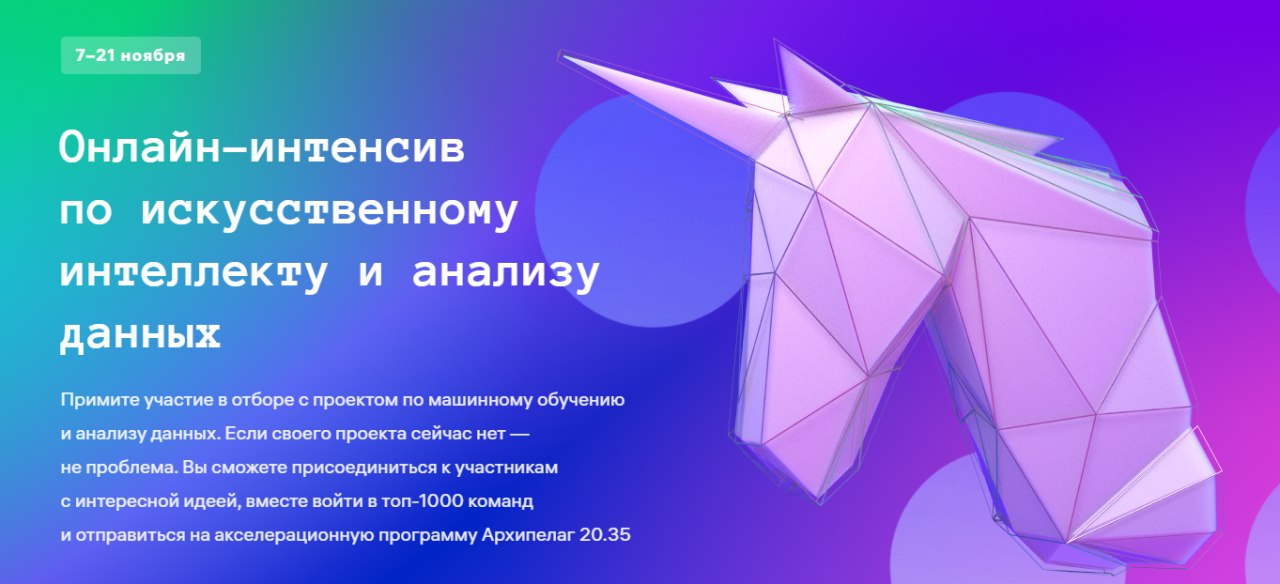 7–21 ноября
Онлайн–интенсив
по искусственному
интеллекту и анализу
данных
Примите участие в отборе с проектом по машинному обучению
и анализу данных. Если своего проекта сейчас нет —
не проблема. Вы сможете присоединиться к участникам
с интересной идеей, вместе войти в топ-1000 команд
и отправиться на акселерационную программу Архипелаг 20.35